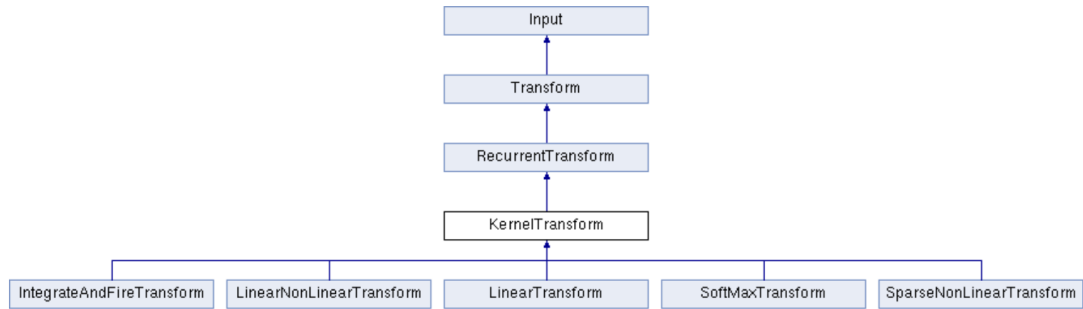 Input
Transform
RecurrentTransform
KernelTransform
IntegrateAndFireTransform
LinearNonLinearTransform
LinearTransform
SoftMaxTransform
SparseNonLinearTransform